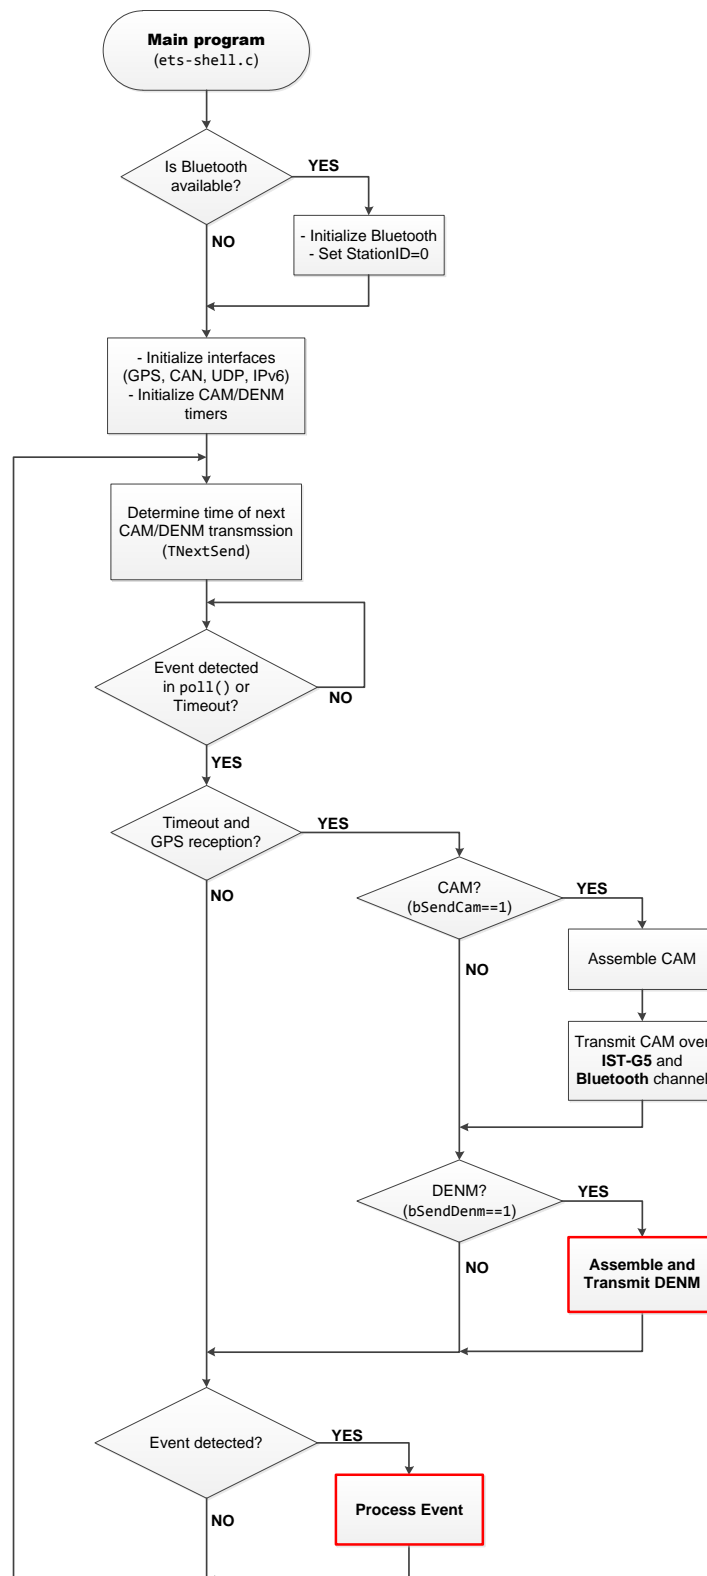 Main program
(ets-shell.c)
Is Bluetooth
available?
YES
NO
- Initialize Bluetooth
- Set StationID=0
- Initialize interfaces
(GPS, CAN, UDP, IPv6)
- Initialize CAM/DENM
timers
Determine time of next
CAM/DENM transmssion
(TNextSend)
Event detected
in poll() or
Timeout?
NO
YES
Timeout and
GPS reception?
YES
NO
CAM?
(bSendCam==1)
YES
NO
Assemble CAM
Transmit CAM over
IST-G5 and
Bluetooth channel
DENM?
(bSendDenm==1)
YES
NO
Assemble and
Transmit DENM
Event detected?
YES
NO
Process Event